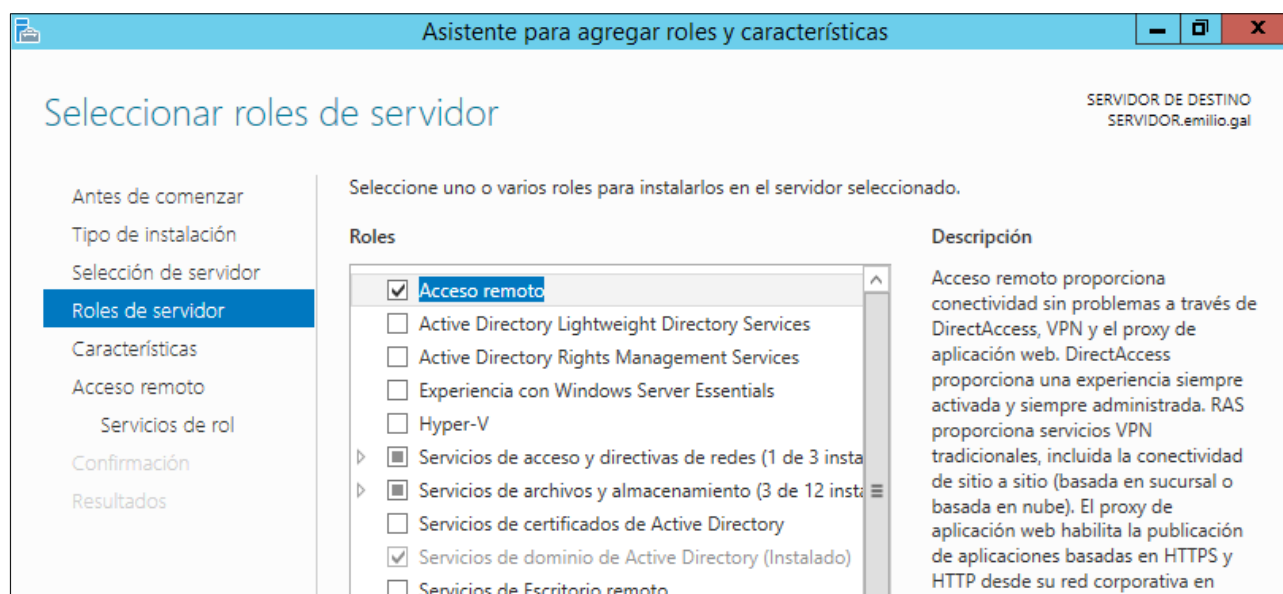 Asistente para agregar roles y características
Seleccionar roles de servidor
SERVIDOR DE DESTINO
SERVIDOR.emilio.gal
Antes de comenzar
Tipo de instalación
Selección de servidor
Roles de servidor
Características
Acceso remoto
Servicios de rol
Confirmación
Resultados
Seleccione uno o varios roles para instalarlos en el servidor seleccionado.
Roles
Acceso remoto
Active Directory Lightweight Directory Services
Active Directory Rights Management Services
Experiencia con Windows Server Essentials
Hyper-V
Servicios de acceso y directivas de redes (1 de 3 insta
Servicios de archivos y almacenamiento (3 de 12 insta
Servicios de certificados de Active Directory
Servicios de dominio de Active Directory (Instalado)
Servicios de Escritorio remoto
Descripción
Acceso remoto proporciona
conectividad sin problemas a través de
DirectAccess, VPN y el proxy de
aplicación web. DirectAccess
proporciona una experiencia siempre
activada y siempre administrada. RAS
proporciona servicios VPN
tradicionales, incluida la conectividad
de sitio a sitio (basada en sucursal o
basada en nube). El proxy de
aplicación web habilita la publicación
de aplicaciones basadas en HTTPS y
HTTP desde su red corporativa en